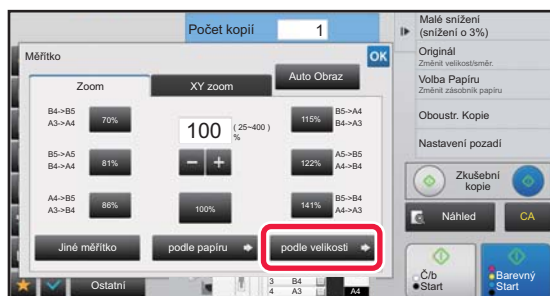 Počet kopií 1
Měřítko
OK
Zoom
XY zoom
Auto Obraz
B4->B5
A3->A4
70%
B5->A5
B4->A4
81%
A4->B5
A3->B4
86%
100 (25~400) %
100%
115%
B5->A4
B4->A3
122%
A5->B5
A4->B4
141%
B5->B4
A4->A3
Jiné měřítko
podle papíru
podle velikosti
Ostatní
3 B4
4 A3
A4
Malé snížení
(snížení o 3%)
Originál
Změnit velikost/směr.
Volba Papíru
Změnit zásobník papíru
Oboustr. Kopie
Nastavení pozadí
Zkušební
kopie
Náhled
CA
Č/b
Start
Barevný
Start